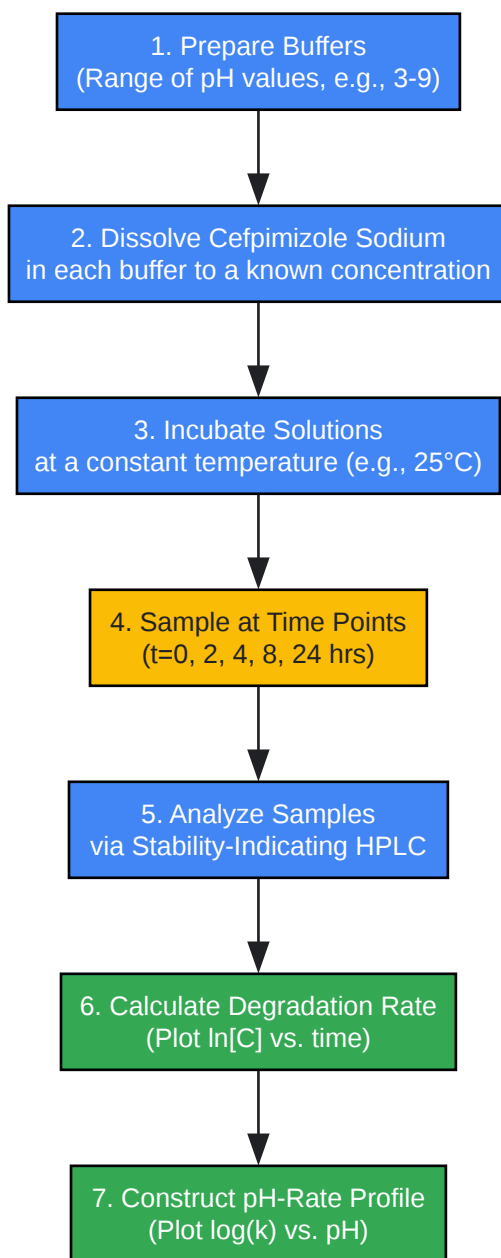 1. Prepare Buffers
(Range of pH values, e.g., 3-9)
2. Dissolve Cefpimizole Sodium
in each buffer to a known concentration
3. Incubate Solutions
at a constant temperature (e.g., 25°C)
4. Sample at Time Points
(t=0, 2, 4, 8, 24 hrs)
5. Analyze Samples
via Stability-Indicating HPLC
6. Calculate Degradation Rate
(Plot ln[C] vs. time)
7. Construct pH-Rate Profile
(Plot log(k) vs. pH)